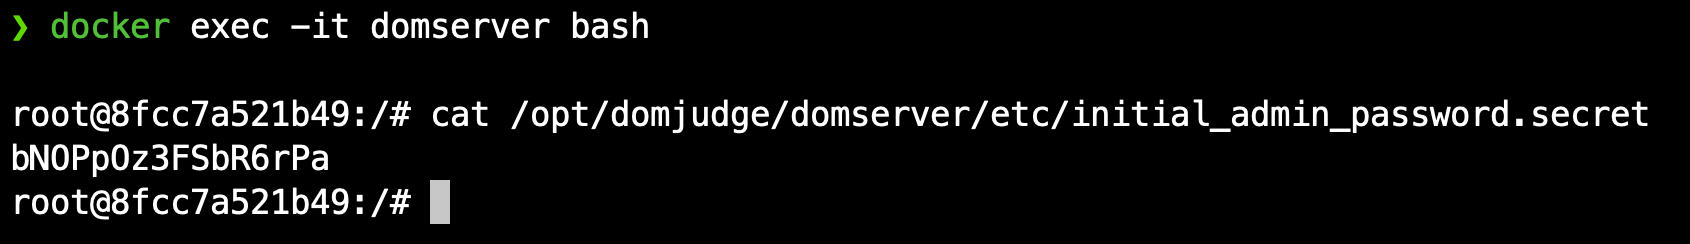 ❯ docker exec -it domserver bash
root@8fcc7a521b49:/# cat /opt/domjudge/domserver/etc/initial_admin_password.secret
bNOPpOz3FSbR6rPa
root@8fcc7a521b49:/#